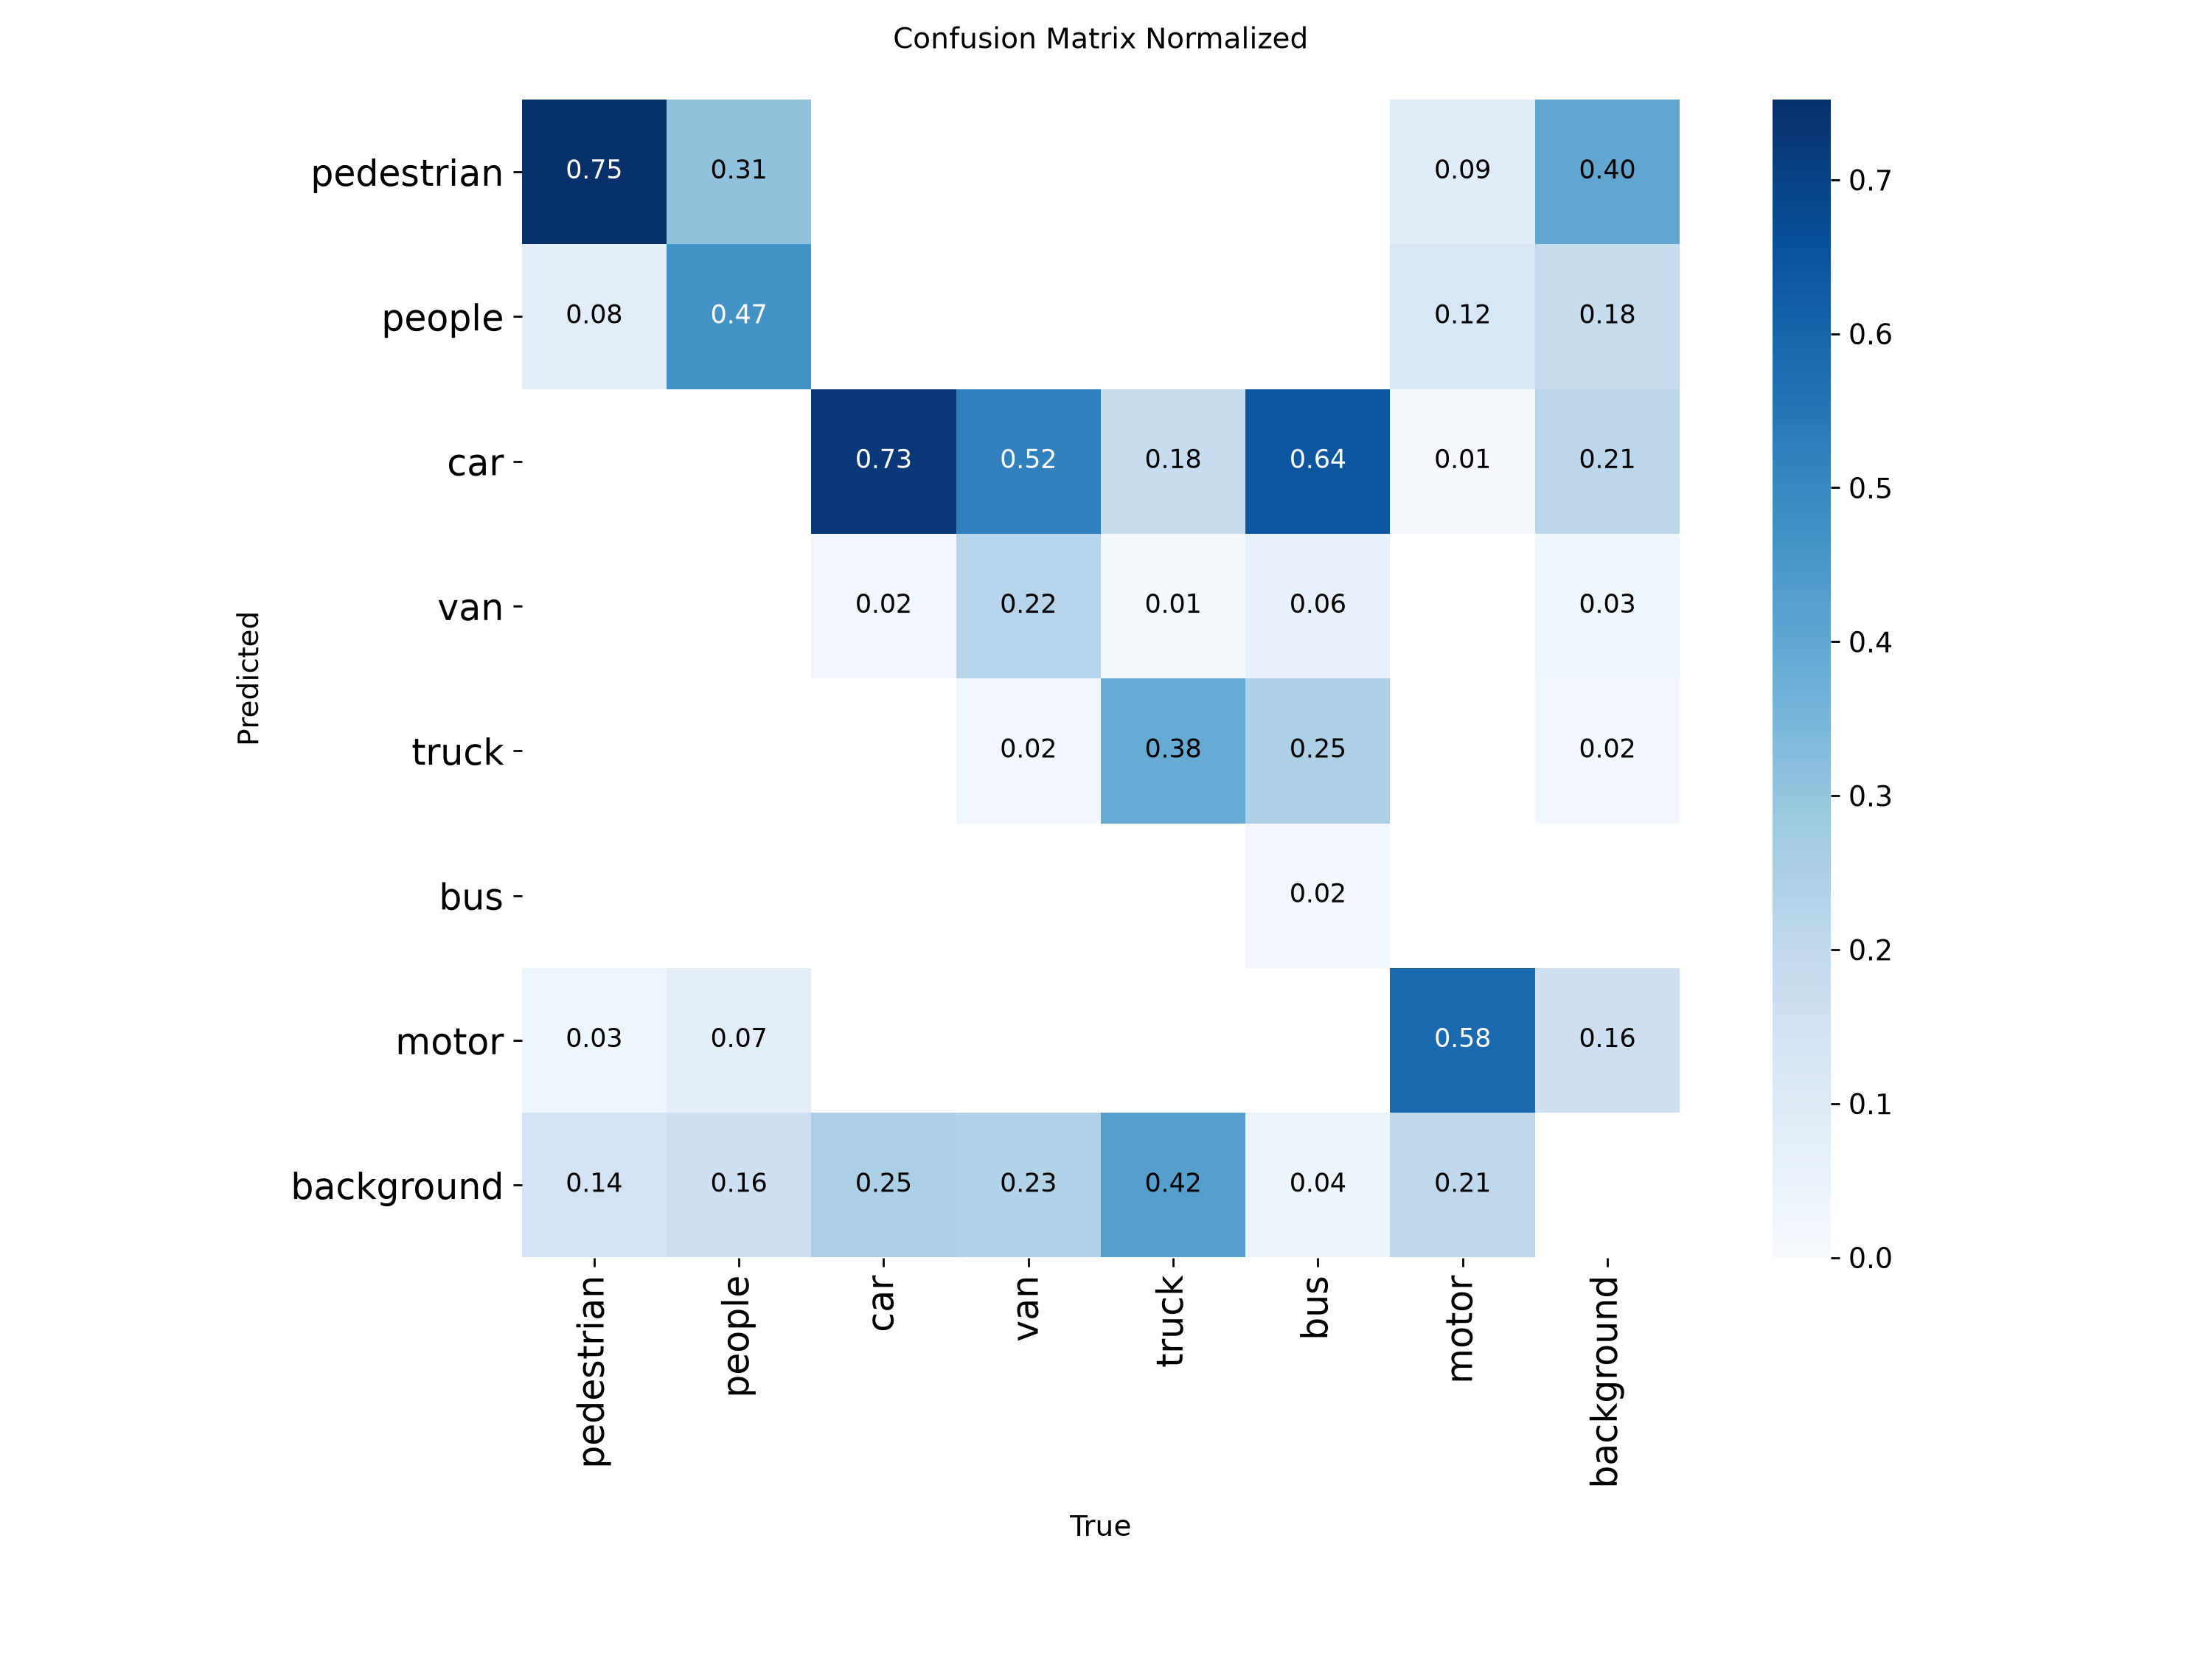 Confusion Matrix Normalized
pedestrian 0.75 0.31 0.09 0.40
people 0.08 0.47 0.12 0.18
car 0.73 0.52 0.18 0.64 0.01 0.21
van 0.02 0.22 0.01 0.06 0.03
truck 0.02 0.38 0.25 0.02
bus 0.02
motor 0.03 0.07 0.58 0.16
background 0.14 0.16 0.25 0.23 0.42 0.04 0.21
Predicted
pedestrian people car van truck bus motor background
True
0.7
0.6
0.5
0.4
0.3
0.2
0.1
0.0